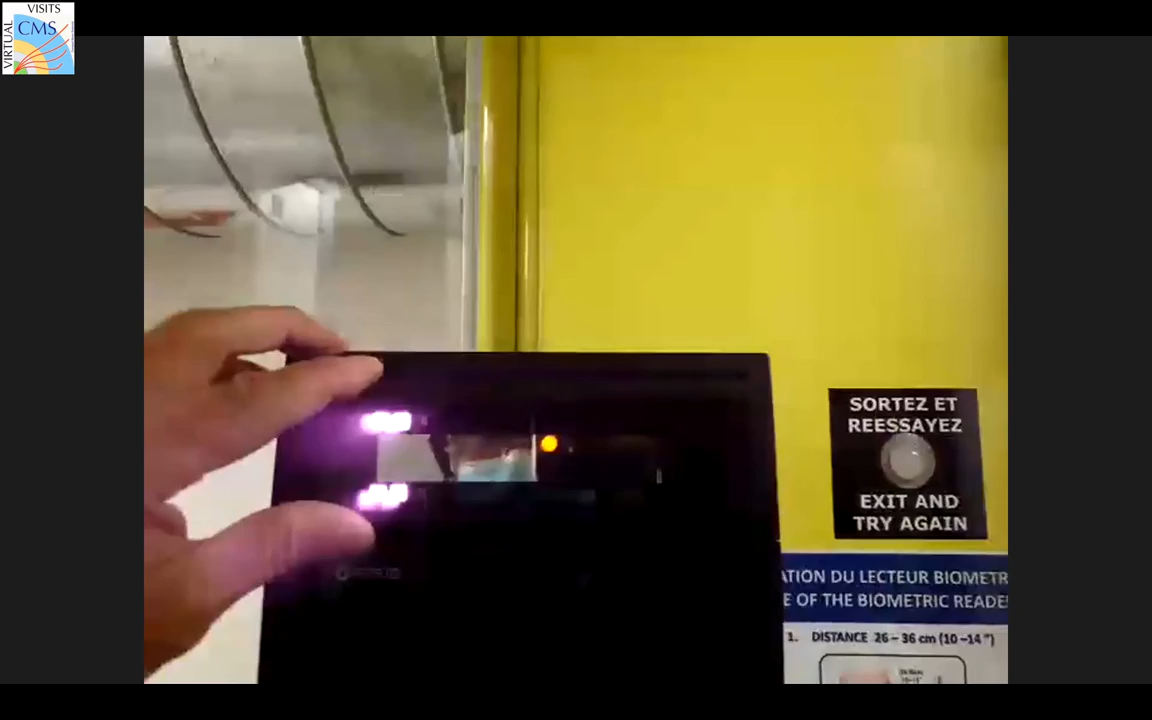 VISITS
VIRTUAL
CMS
SORTEZ ET
REESSAYEZ
EXIT AND
TRY AGAIN
ATION DU LECTEUR BIOMETR
E OF THE BIOMETRIC READE
1. DISTANCE 26 – 36 cm (10 –14 ")